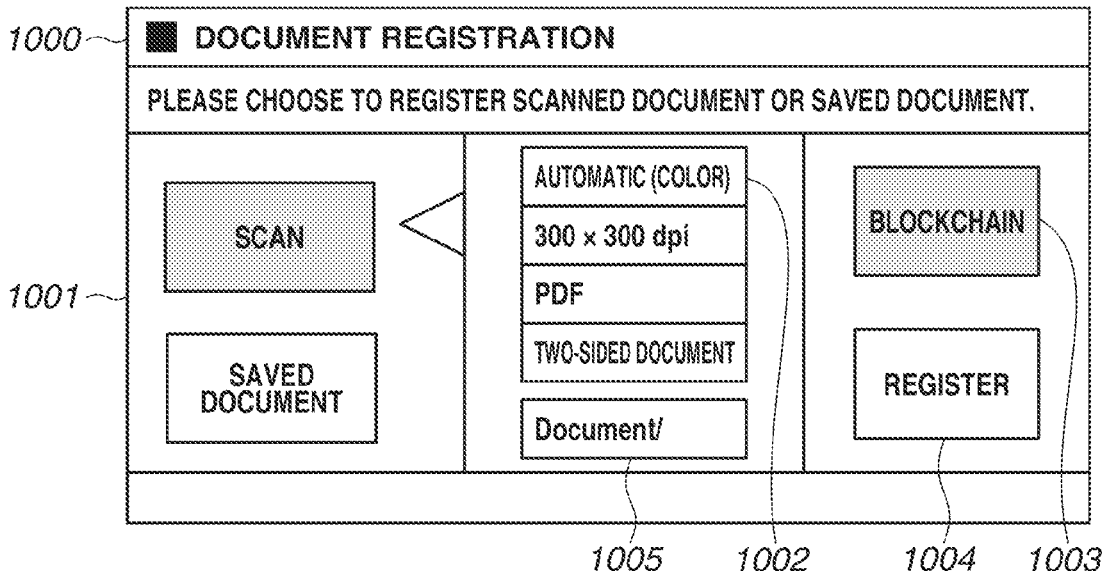 1000
DOCUMENT REGISTRATION
PLEASE CHOOSE TO REGISTER SCANNED DOCUMENT OR SAVED DOCUMENT.
1001
SCAN
SAVED
DOCUMENT
AUTOMATIC (COLOR)
300 × 300 dpi
PDF
TWO-SIDED DOCUMENT
Document/
BLOCKCHAIN
REGISTER
1005
1002
1004
1003